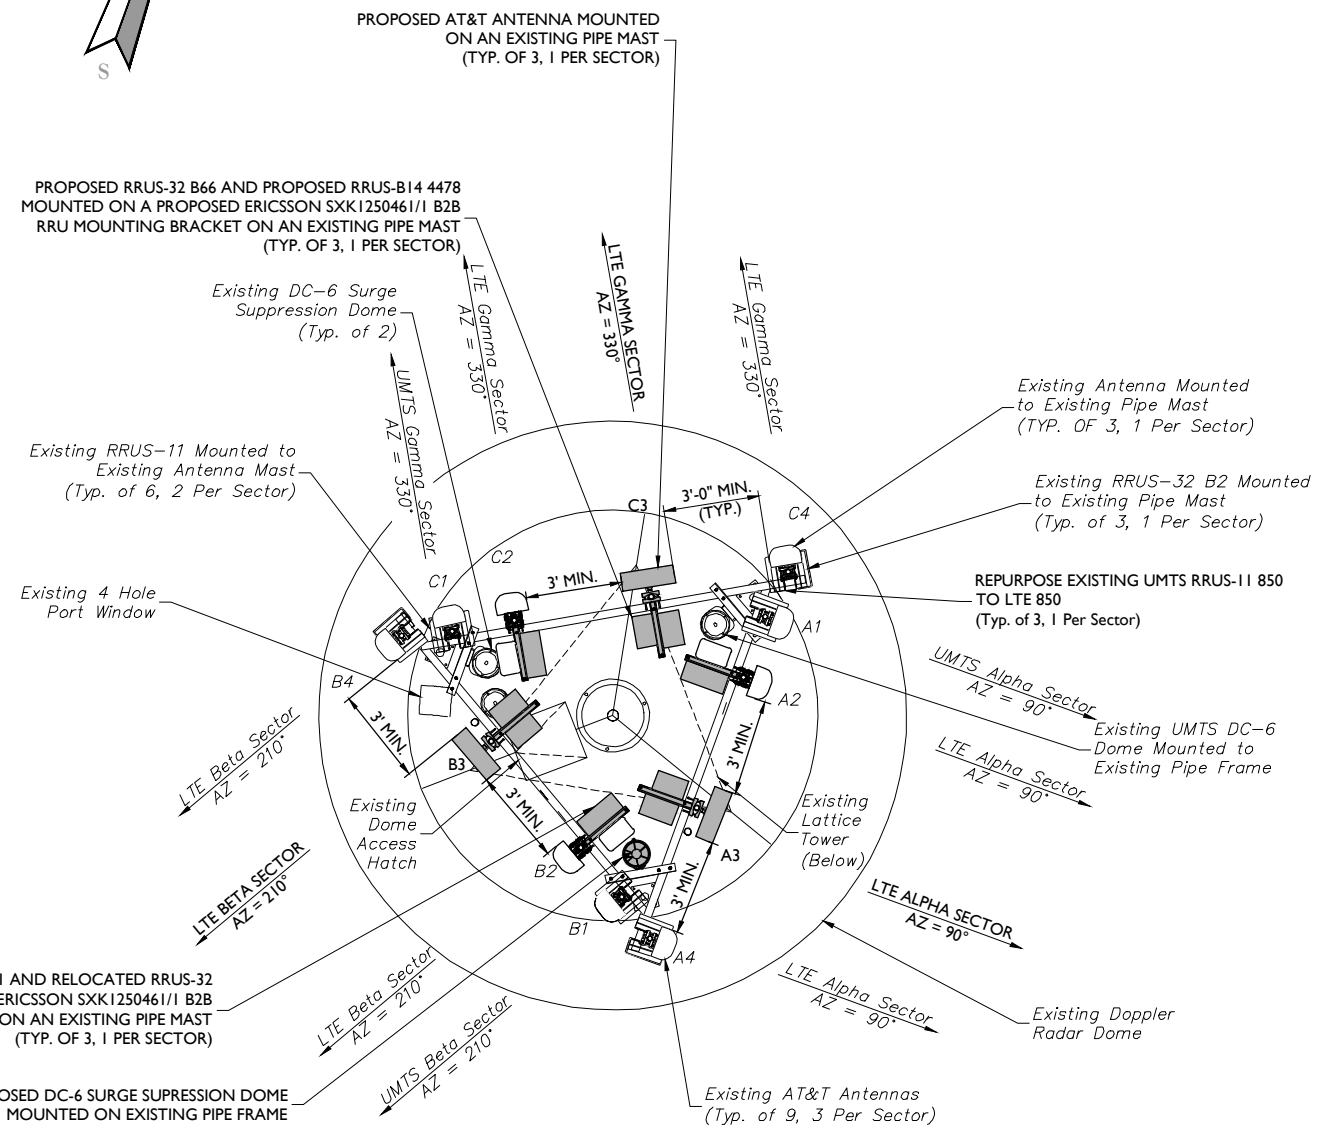 S
PROPOSED AT&T ANTENNA MOUNTED
ON AN EXISTING PIPE MAST
(TYP. OF 3, 1 PER SECTOR)
PROPOSED RRUS-32 B66 AND PROPOSED RRUS-B14 4478
MOUNTED ON A PROPOSED ERICSSON SXK1250461/1 B2B
RRU MOUNTING BRACKET ON AN EXISTING PIPE MAST
(TYP. OF 3, 1 PER SECTOR)
Existing DC-6 Surge
Suppression Dome
(Typ. of 2)
LTE Gamma Sector
AZ = 330°
LTE GAMMA SECTOR
AZ = 330°
LTE Gamma Sector
AZ = 330°
UMTS Gamma Sector
AZ = 330°
Existing Antenna Mounted
to Existing Pipe Mast
(TYP. OF 3, 1 Per Sector)
Existing RRUS-11 Mounted to
Existing Antenna Mast
(Typ. of 6, 2 Per Sector)
Existing RRUS-32 B2 Mounted
to Existing Pipe Mast
(Typ. of 3, 1 Per Sector)
3'-0" MIN.
(TYP.)
C3
C4
C2
C1
3' MIN.
REPURPOSE EXISTING UMTS RRUS-11 850
TO LTE 850
(Typ. of 3, 1 Per Sector)
Existing 4 Hole
Port Window
A1
A2
B4
UMTS Alpha Sector
AZ = 90°
Existing UMTS DC-6
Dome Mounted to
Existing Pipe Frame
LTE Alpha Sector
AZ = 90°
3' MIN.
3' MIN.
LTE Beta Sector
AZ = 210°
B3
3' MIN.
Existing
Dome
Access
Hatch
Existing
Lattice
Tower
(Below)
A3
B2
3' MIN.
LTE BETA SECTOR
AZ = 210°
LTE ALPHA SECTOR
AZ = 90°
B1
A4
LTE Alpha Sector
AZ = 90°
LTE Beta Sector
AZ = 210°
UMTS Beta Sector
AZ = 210°
Existing Doppler
Radar Dome
1 AND RELOCATED RRUS-32
ERICSSON SXK1250461/1 B2B
ON AN EXISTING PIPE MAST
(TYP. OF 3, 1 PER SECTOR)
OSED DC-6 SURGE SUPRESSION DOME
MOUNTED ON EXISTING PIPE FRAME
Existing AT&T Antennas
(Typ. of 9, 3 Per Sector)